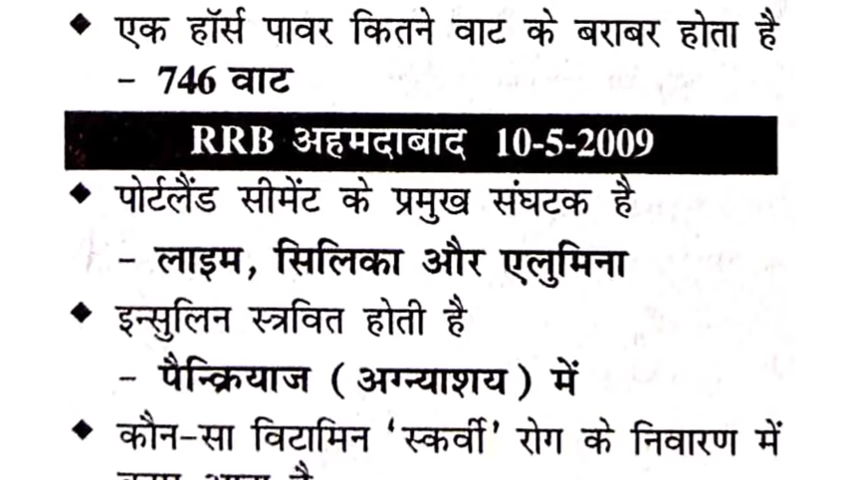 ◆ एक हॉर्स पावर कितने वाट के बराबर होता है
– 746 वाट
RRB अहमदाबाद 10-5-2009
◆ पोर्टलैंड सीमेंट के प्रमुख संघटक है
– लाइम, सिलिका और एलुमिना
◆ इन्सुलिन स्त्रवित होती है
– पैन्क्रियाज ( अग्न्याशय ) में
◆ कौन-सा विटामिन ‘स्कर्वी’ रोग के निवारण में